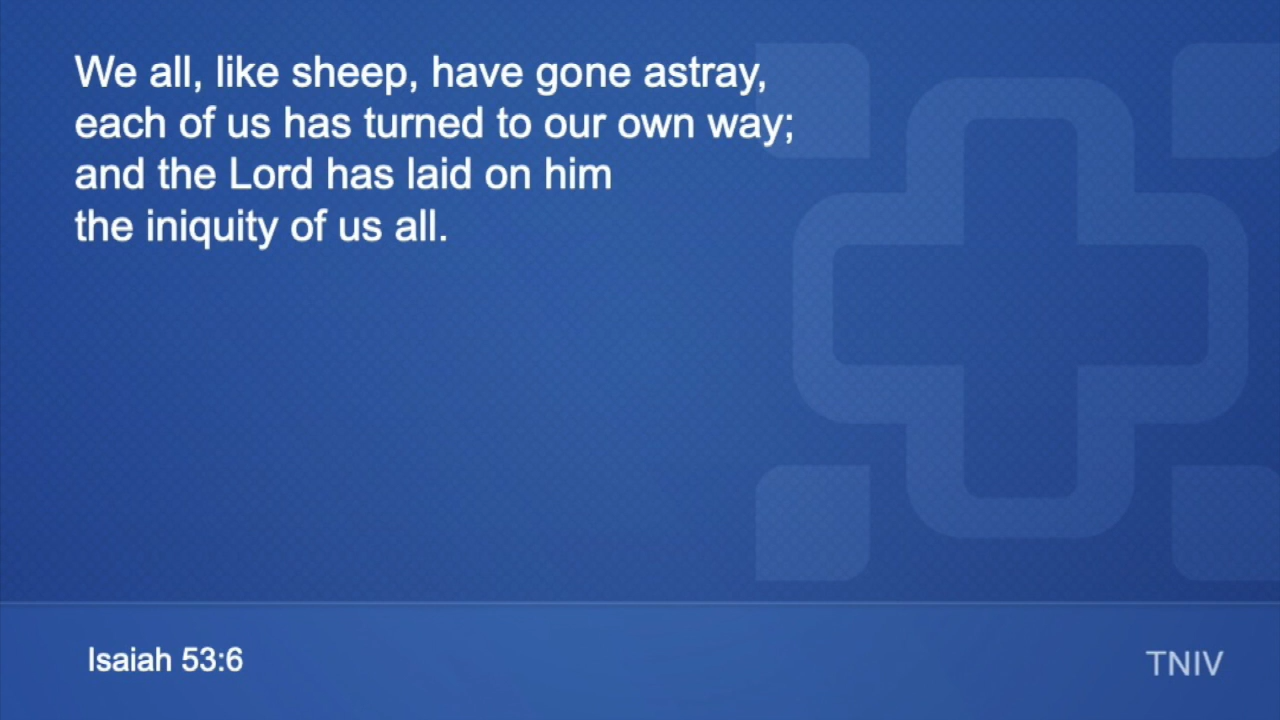 We all, like sheep, have gone astray,
each of us has turned to our own way;
and the Lord has laid on him
the iniquity of us all.
Isaiah 53:6
TNIV